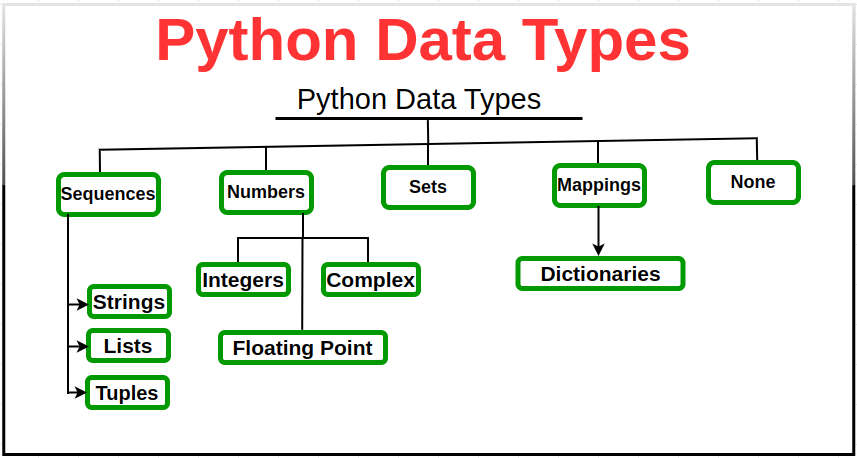 Python Data Types
Python Data Types
Sequences
Numbers
Sets
Mappings
None
Integers
Complex
Dictionaries
Strings
Floating Point
Lists
Tuples